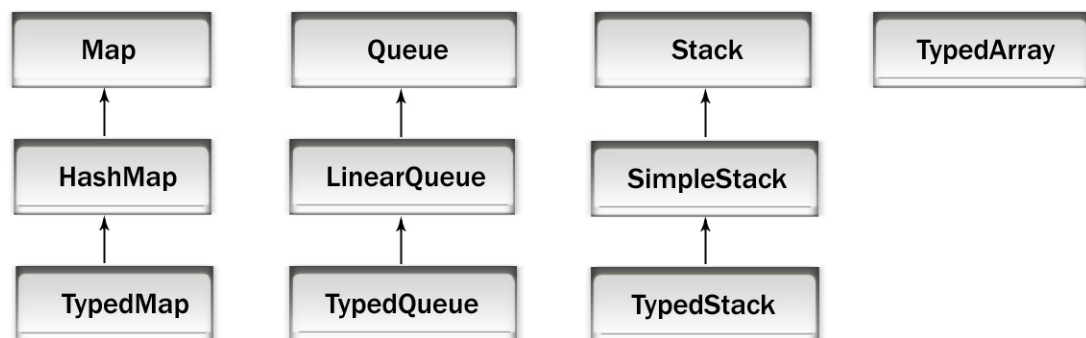 Map
Queue
Stack
TypedArray
HashMap
LinearQueue
SimpleStack
TypedMap
TypedQueue
TypedStack